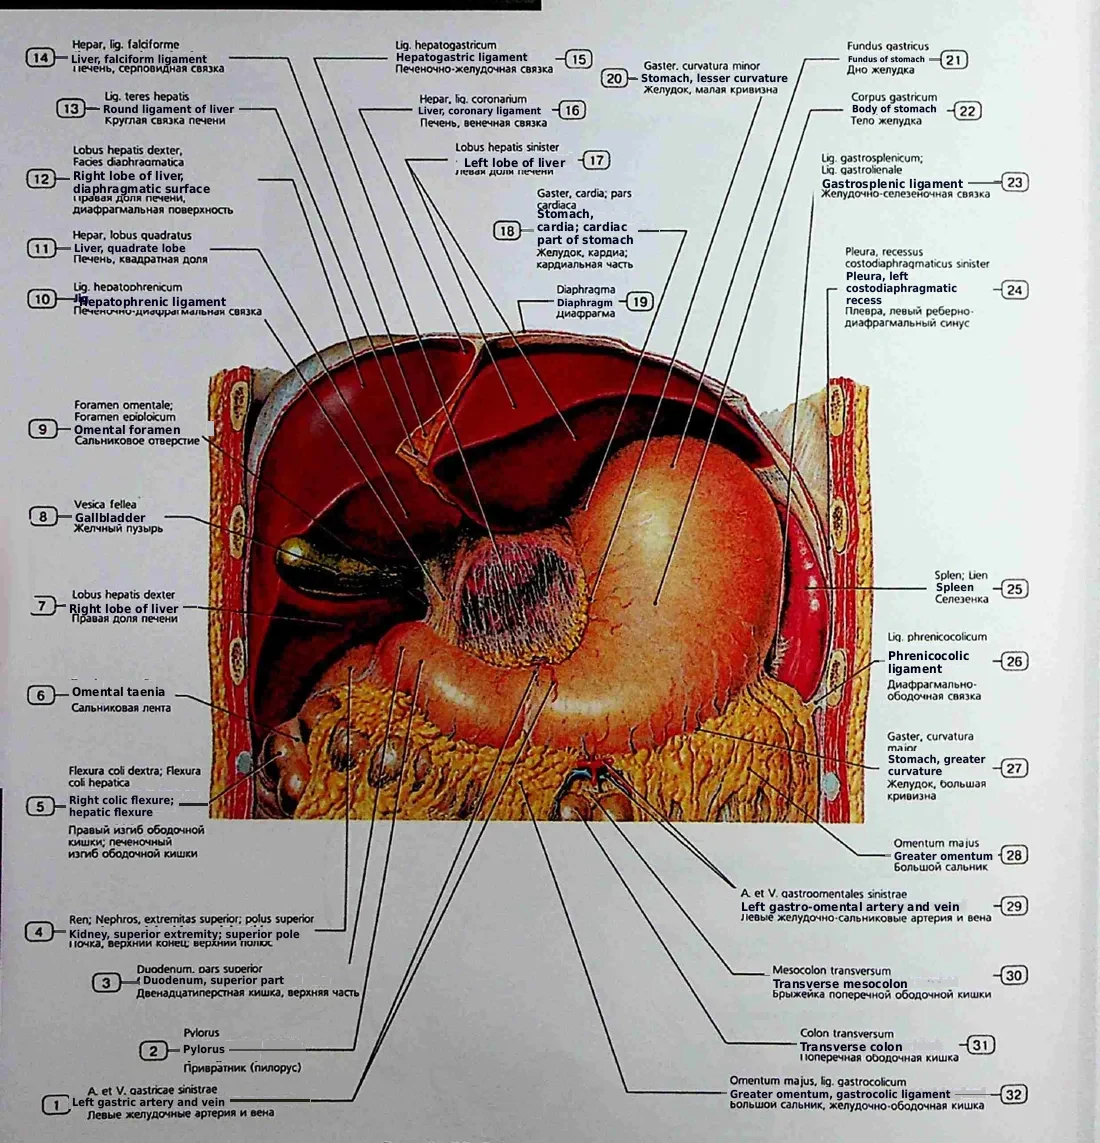 14
Hepar, lig. falciforme
Liver, falciform ligament
Печень, серповидная связка
13
Lig. teres hepatis
Round ligament of liver
Круглая связка печени
12
Lobus hepatis dexter,
Facies diaphragmatica
Right lobe of liver,
diaphragmatic surface
Правая доля печени,
диафрагмальная поверхность
11
Hepar, lobus quadratus
Liver, quadrate lobe
Печень, квадратная доля
10
Lig. hepatophrenicum
Hepatophrenic ligament
Печеночно-диафрагмальная связка
9
Foramen omentale;
Foramen epiploicum
Omental foramen
Сальниковое отверстие
8
Vesica fellea
Gallbladder
Желчный пузырь
7
Lobus hepatis dexter
Right lobe of liver
Правая доля печени
6
Omental taenia
Сальниковая лента
5
Flexura coli dextra; Flexura
coli hepatica
Right colic flexure;
hepatic flexure
Правый изгиб ободочной
кишки; печеночный
изгиб ободочной кишки
4
Ren; Nephros, extremitas superior; polus superior
Kidney, superior extremity; superior pole
Почка, верхний конец; верхний полюс
3
Duodenum, pars superior
Duodenum, superior part
Двенадцатиперстная кишка, верхняя часть
2
Pylorus
Pylorus
Привратник (пилорус)
1
A. et V. gastricae sinistrae
Left gastric artery and vein
Левые желудочные артерия и вена
15
Lig. hepatogastricum
Hepatogastric ligament
Печеночно-желудочная связка
16
Hepar, lig. coronarium
Liver, coronary ligament
Печень, венечная связка
17
Lobus hepatis sinister
Left lobe of liver
Левая доля печени
18
Gaster, cardia; pars
cardiaca
Stomach,
cardia; cardiac
part of stomach
Желудок, кардиа;
кардиальная часть
19
Diaphragma
Diaphragm
Диафрагма
20
Gaster, curvatura minor
Stomach, lesser curvature
Желудок, малая кривизна
21
Fundus gastricus
Fundus of stomach
Дно желудка
22
Corpus gastricum
Body of stomach
Тело желудка
23
Lig. gastrosplenicum;
Lig. gastrolienale
Gastrosplenic ligament
Желудочно-селезеночная связка
24
Pleura, recessus
costodiaphragmaticus sinister
Pleura, left
costodiaphragmatic
recess
Плевра, левый реберно-
диафрагмальный синус
25
Splen; Lien
Spleen
Селезенка
26
Lig. phrenicocolicum
Phrenicocolic
ligament
Диафрагмально-
ободочная связка
27
Gaster, curvatura
major
Stomach, greater
curvature
Желудок, большая
кривизна
28
Omentum majus
Greater omentum
Большой сальник
29
A. et V. gastroomentales sinistrae
Left gastro-omental artery and vein
Левые желудочно-сальниковые артерия и вена
30
Mesocolon transversum
Transverse mesocolon
Брыжейка поперечной ободочной кишки
31
Colon transversum
Transverse colon
Поперечная ободочная кишка
32
Omentum majus, lig. gastrocolicum
Greater omentum, gastrocolic ligament
Большой сальник, желудочно-ободочная связка